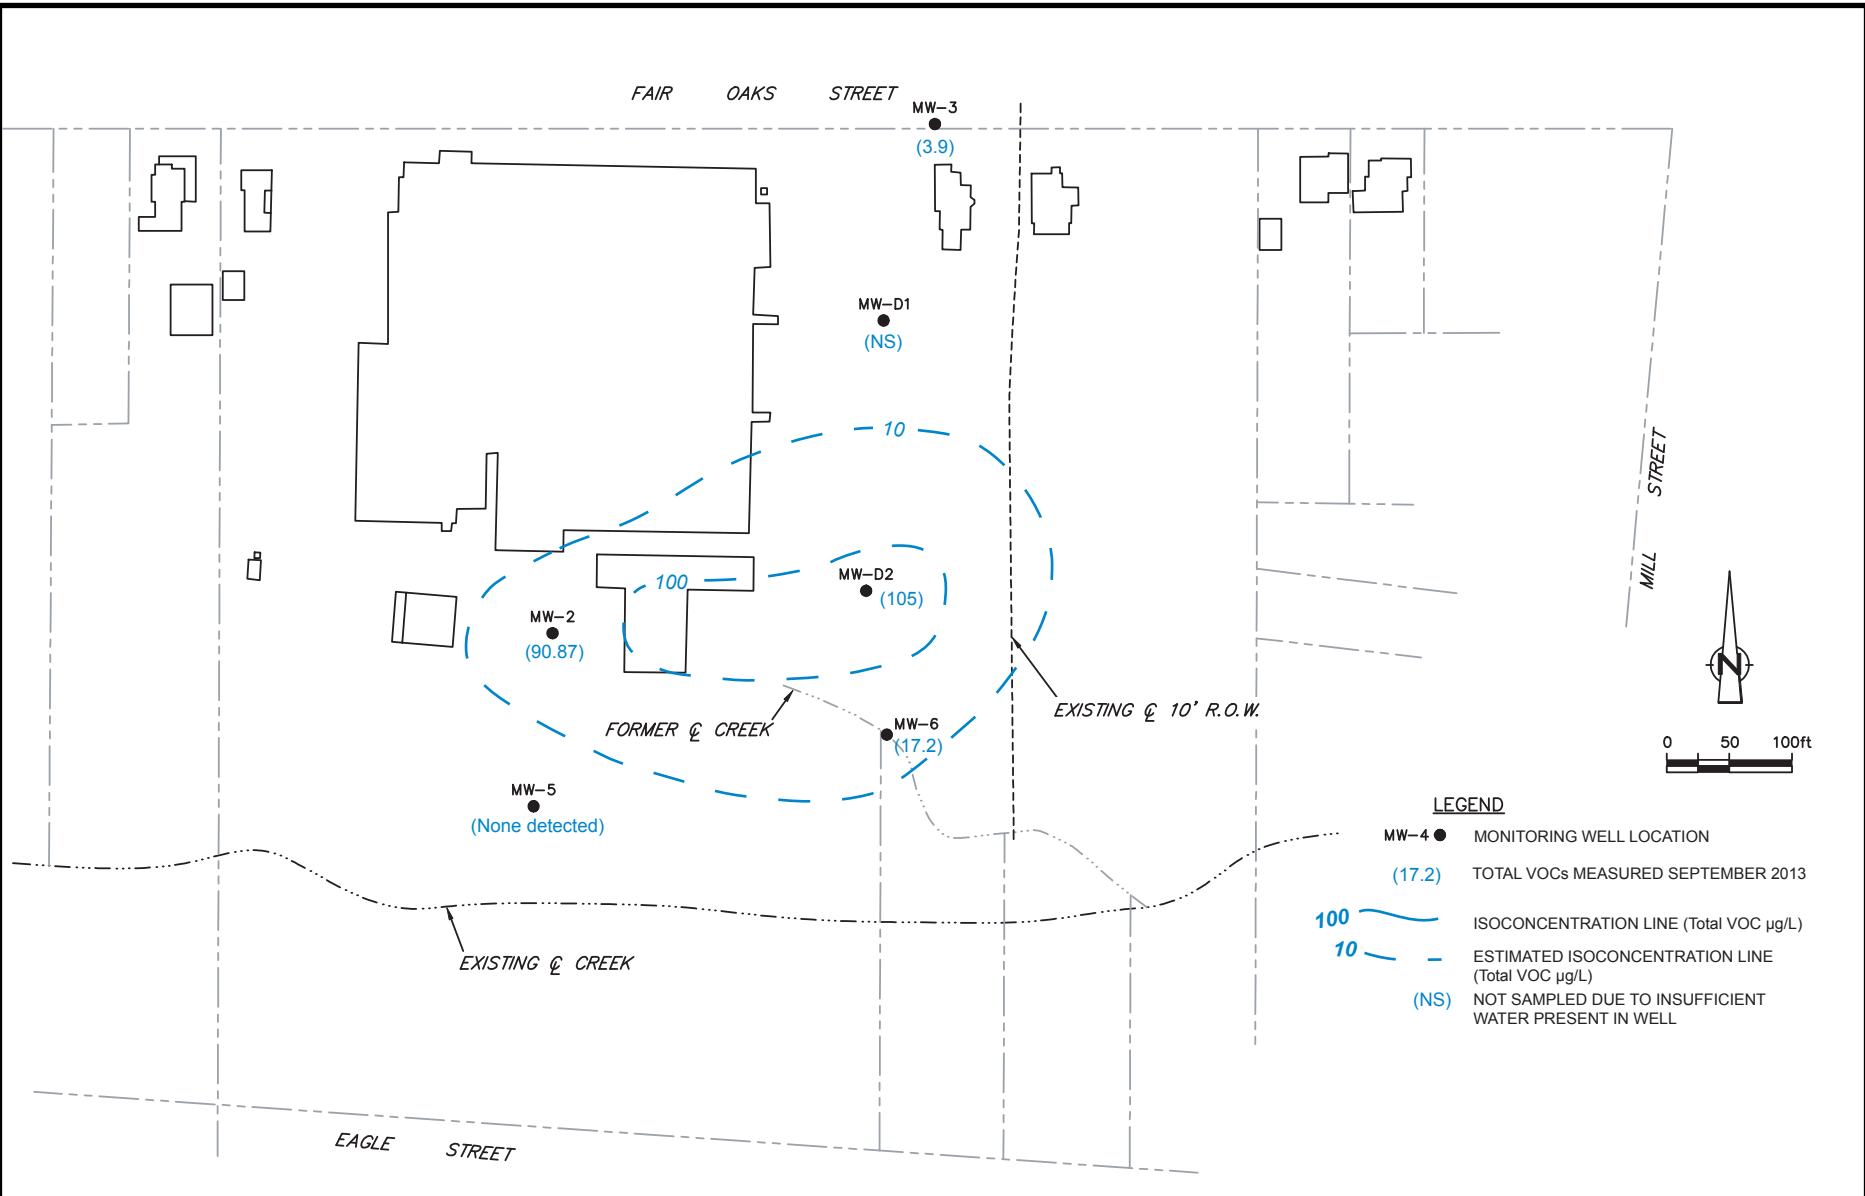 FAIR OAKS STREET
MW-3
(3.9)
MW-D1
(NS)
10
MILL STREET
100
MW-D2
(105)
MW-2
(90.87)
N
EXISTING ℄ 10' R.O.W.
FORMER ℄ CREEK
MW-6
(17.2)
0 50 100ft
MW-5
(None detected)
EXISTING ℄ CREEK
LEGEND
MW-4 MONITORING WELL LOCATION
(17.2) TOTAL VOCs MEASURED SEPTEMBER 2013
100 ISOCONCENTRATION LINE (Total VOC µg/L)
10 ESTIMATED ISOCONCENTRATION LINE
(Total VOC µg/L)
(NS) NOT SAMPLED DUE TO INSUFFICIENT
WATER PRESENT IN WELL
EAGLE STREET